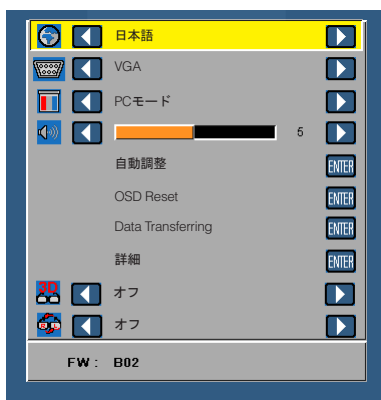 日本語
VGA
PCモード
5
自動調整 ENTER
OSD Reset ENTER
Data Transferring ENTER
詳細 ENTER
3D オフ
オフ
FW : B02